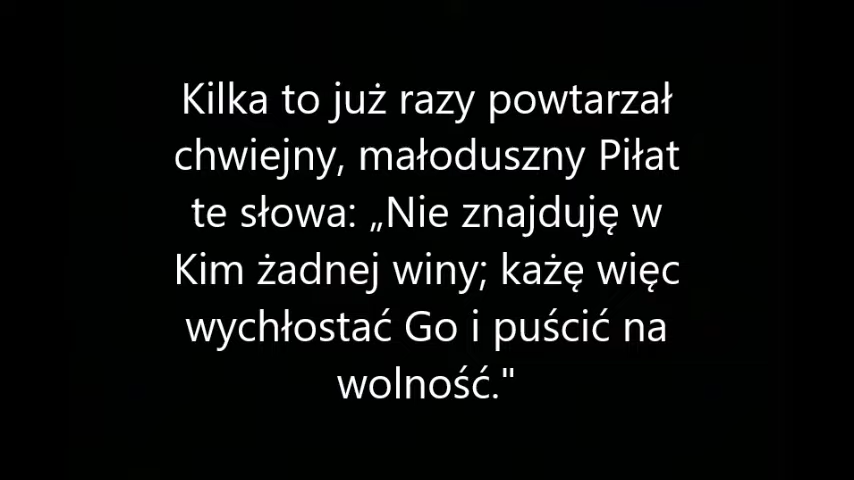 Kilka to już razy powtarzał
chwiejny, małoduszny Piłat
te słowa: „Nie znajduję w
Kim żadnej winy; każę więc
wychłostać Go i puścić na
wolność."